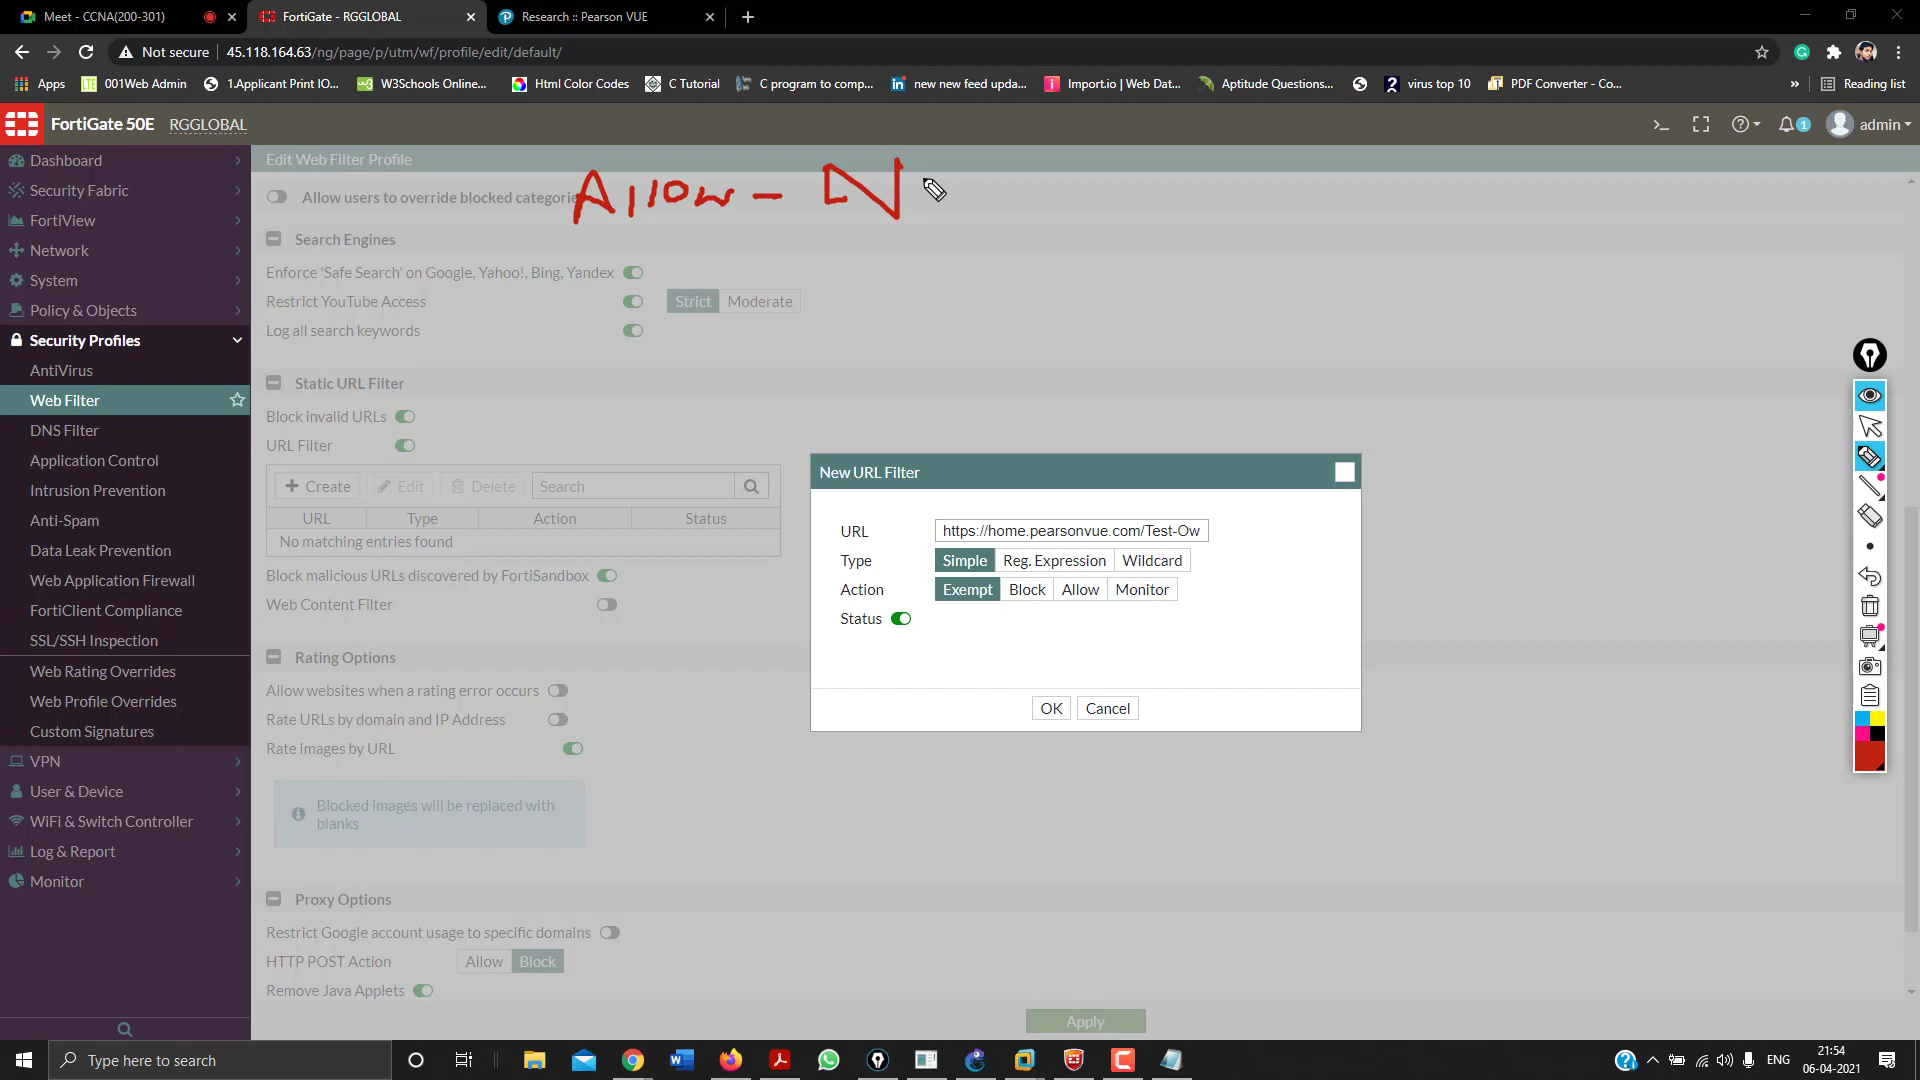 Meet - CCNA(200-301)
FortiGate - RGGLOBAL
Research :: Pearson VUE
Not secure
45.118.164.63/ng/page/p/utm/wf/profile/edit/default/
Apps
001Web Admin
1.Applicant Print IO...
W3Schools Online...
Html Color Codes
C Tutorial
C program to comp...
new new feed upda...
Import.io | Web Dat...
Aptitude Questions...
virus top 10
PDF Converter - Co...
»
Reading list
FortiGate 50E
RGGLOBAL
1
admin
Dashboard
Security Fabric
FortiView
Network
System
Policy & Objects
Security Profiles
AntiVirus
Web Filter
DNS Filter
Application Control
Intrusion Prevention
Anti-Spam
Data Leak Prevention
Web Application Firewall
FortiClient Compliance
SSL/SSH Inspection
Web Rating Overrides
Web Profile Overrides
Custom Signatures
VPN
User & Device
WiFi & Switch Controller
Log & Report
Monitor
Edit Web Filter Profile
Allow users to override blocked categorie
Allow -
Search Engines
Enforce 'Safe Search' on Google, Yahoo!, Bing, Yandex
Restrict YouTube Access
Strict Moderate
Log all search keywords
Static URL Filter
Block invalid URLs
URL Filter
Create Edit Delete Search
URL Type Action Status
No matching entries found
Block malicious URLs discovered by FortiSandbox
Web Content Filter
Rating Options
Allow websites when a rating error occurs
Rate URLs by domain and IP Address
Rate images by URL
Blocked images will be replaced with
blanks
Proxy Options
Restrict Google account usage to specific domains
HTTP POST Action Allow Block
Remove Java Applets
Apply
New URL Filter
URL https://home.pearsonvue.com/Test-Ow
Type Simple Reg. Expression Wildcard
Action Exempt Block Allow Monitor
Status
OK Cancel
Type here to search
ENG
21:54
06-04-2021